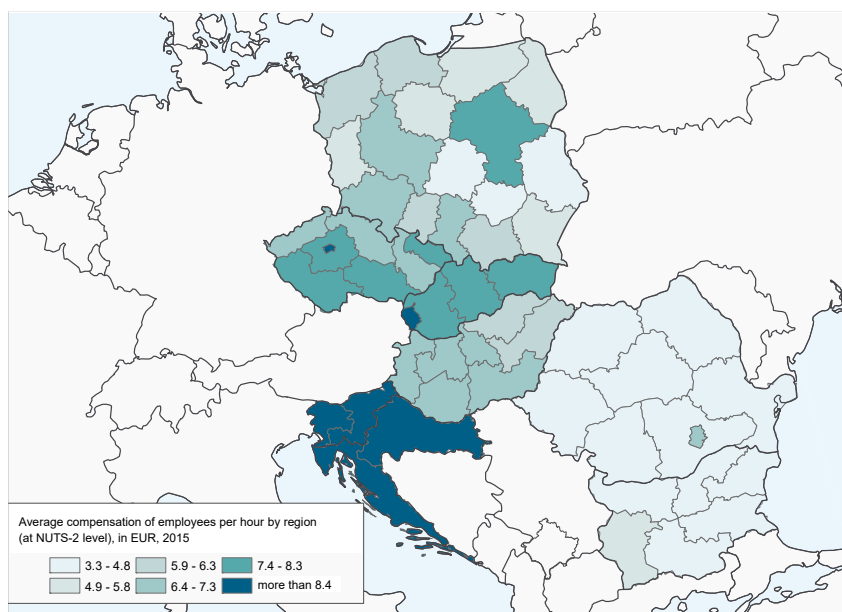 Average compensation of employees per hour by region
(at NUTS-2 level), in EUR, 2015
3.3 - 4.8 5.9 - 6.3 7.4 - 8.3
4.9 - 5.8 6.4 - 7.3 more than 8.4